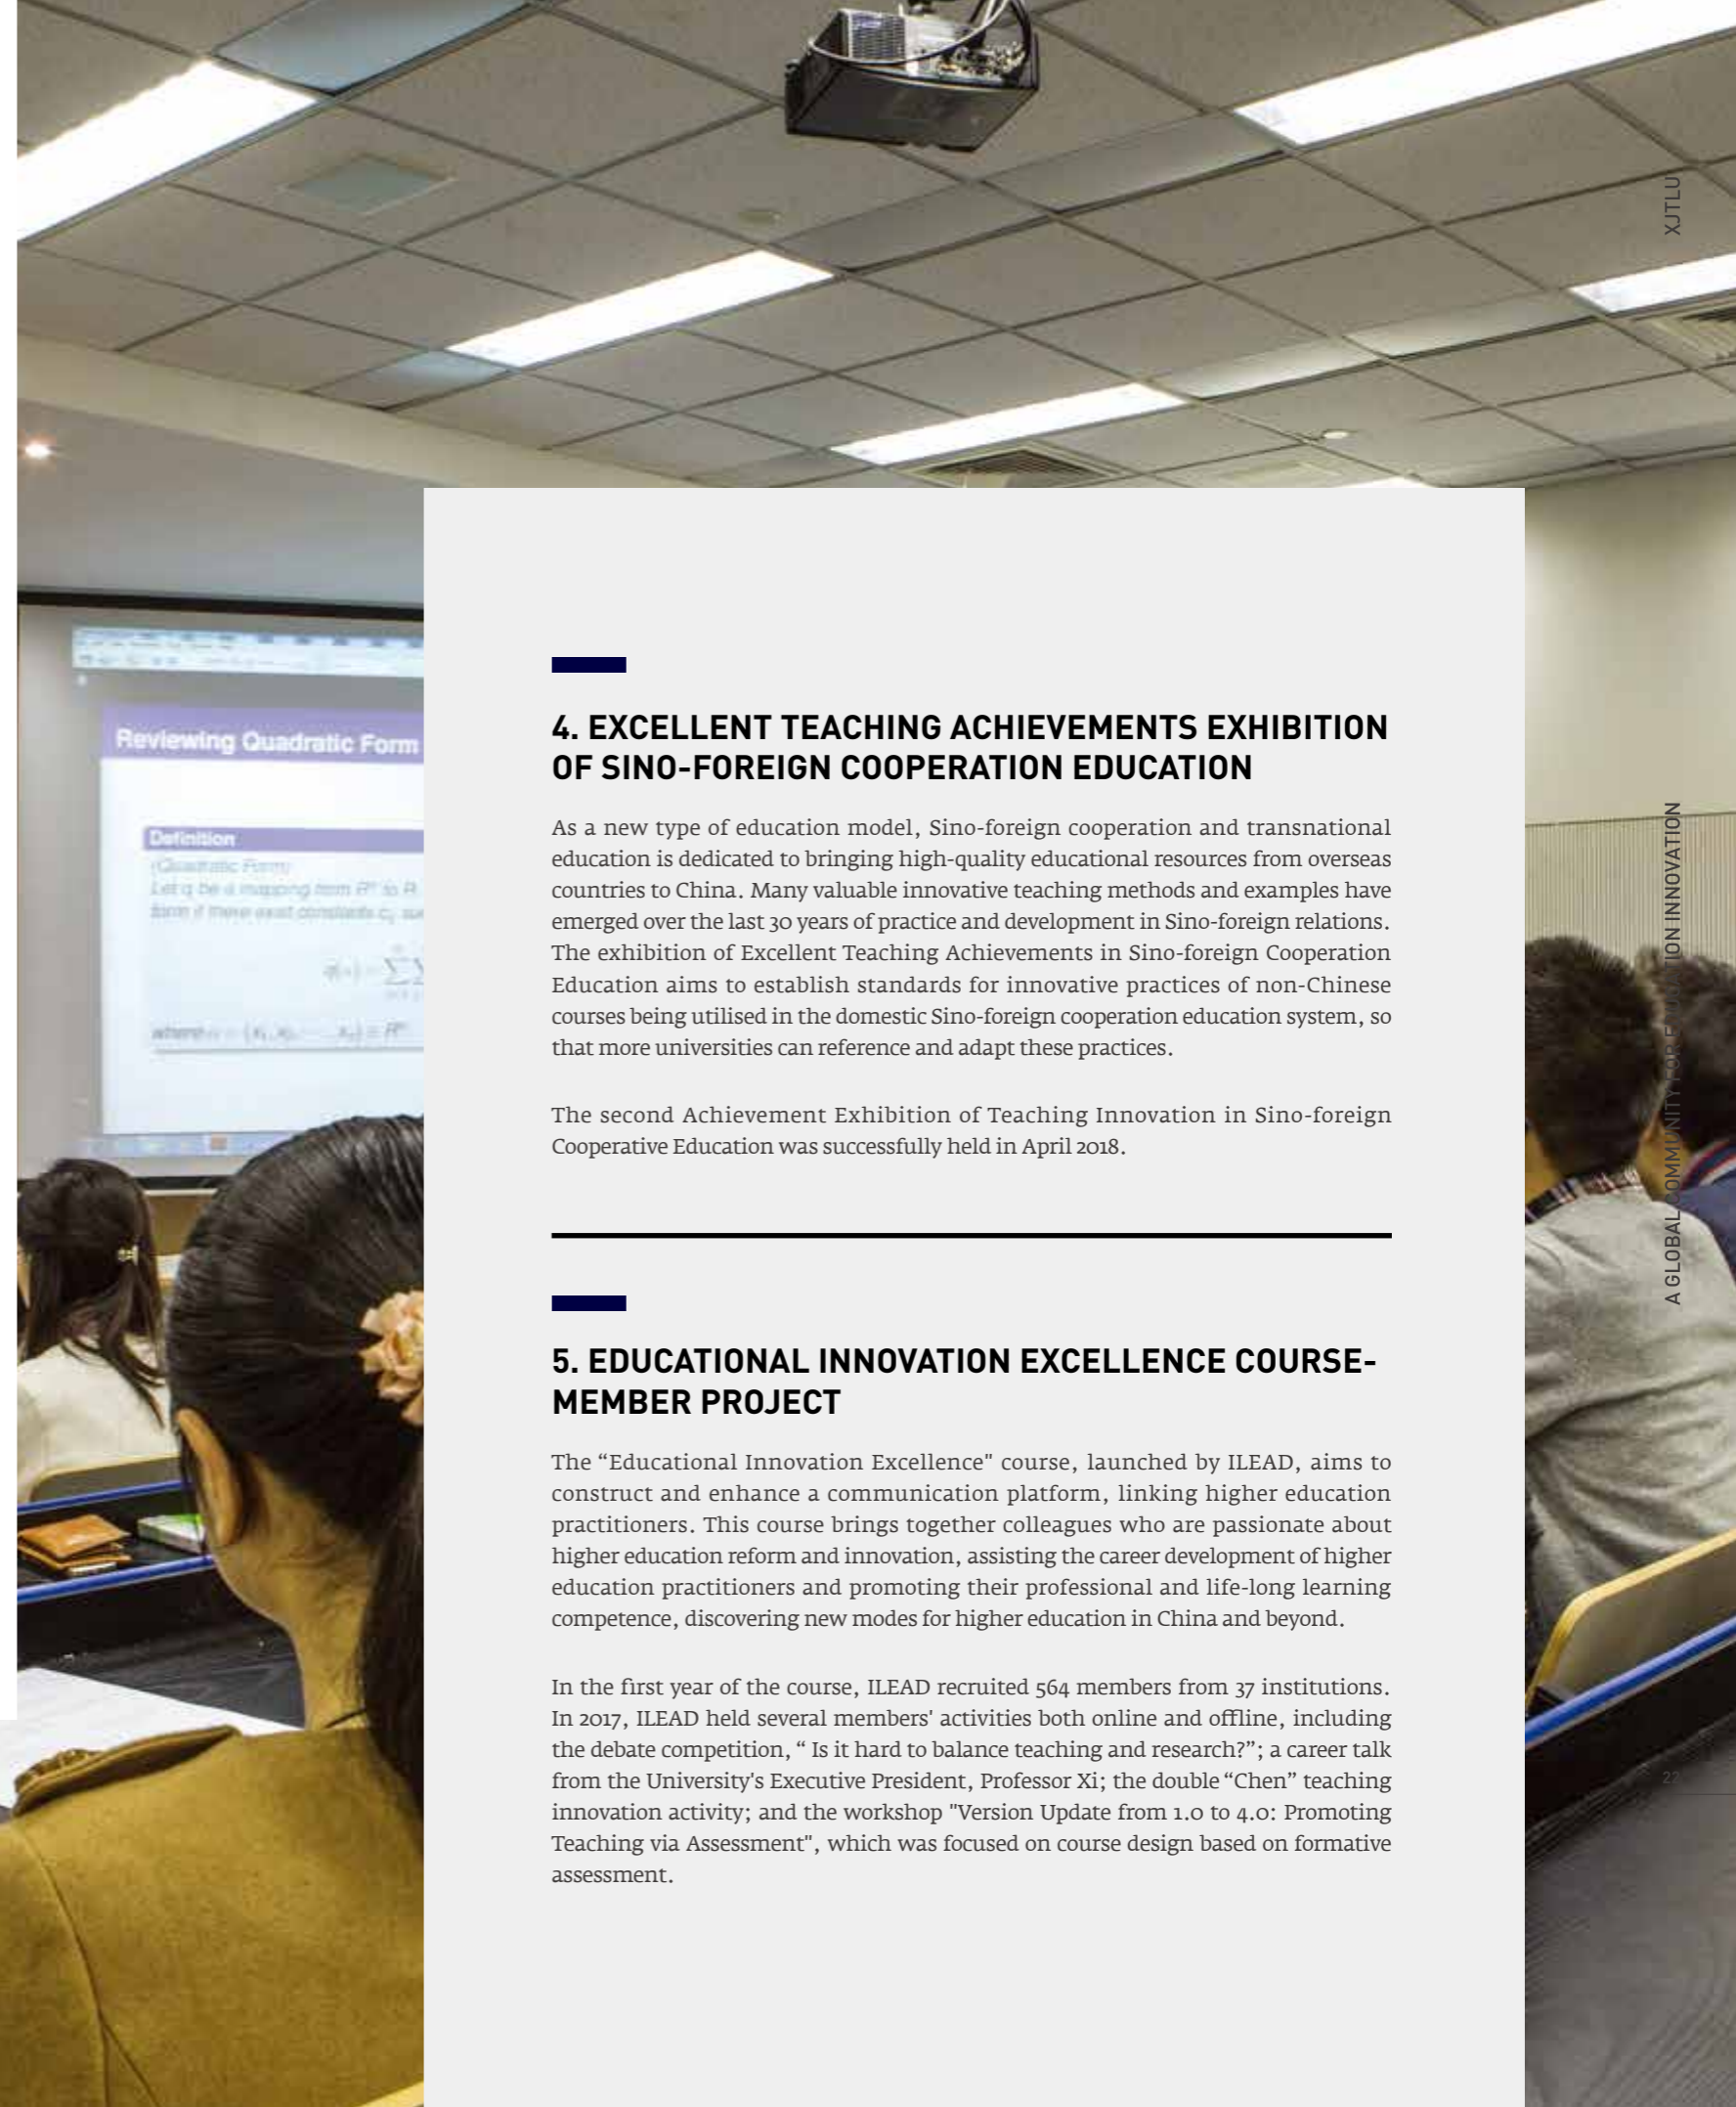 XJTLU
Reviewing Quadratic Form
Definition
(Quadratic Form)
4. EXCELLENT TEACHING ACHIEVEMENTS EXHIBITION
OF SINO-FOREIGN COOPERATION EDUCATION
As a new type of education model, Sino-foreign cooperation and transnational
education is dedicated to bringing high-quality educational resources from overseas
countries to China. Many valuable innovative teaching methods and examples have
emerged over the last 30 years of practice and development in Sino-foreign relations.
The exhibition of Excellent Teaching Achievements in Sino-foreign Cooperation
Education aims to establish standards for innovative practices of non-Chinese
courses being utilised in the domestic Sino-foreign cooperation education system, so
that more universities can reference and adapt these practices.
The second Achievement Exhibition of Teaching Innovation in Sino-foreign
Cooperative Education was successfully held in April 2018.
5. EDUCATIONAL INNOVATION EXCELLENCE COURSE-
MEMBER PROJECT
The “Educational Innovation Excellence" course, launched by ILEAD, aims to
construct and enhance a communication platform, linking higher education
practitioners. This course brings together colleagues who are passionate about
higher education reform and innovation, assisting the career development of higher
education practitioners and promoting their professional and life-long learning
competence, discovering new modes for higher education in China and beyond.
In the first year of the course, ILEAD recruited 564 members from 37 institutions.
In 2017, ILEAD held several members' activities both online and offline, including
the debate competition, “ Is it hard to balance teaching and research?”; a career talk
from the University's Executive President, Professor Xi; the double “Chen” teaching
innovation activity; and the workshop "Version Update from 1.0 to 4.0: Promoting
Teaching via Assessment", which was focused on course design based on formative
assessment.
A GLOBAL COMMUNITY FOR EDUCATION INNOVATION
22